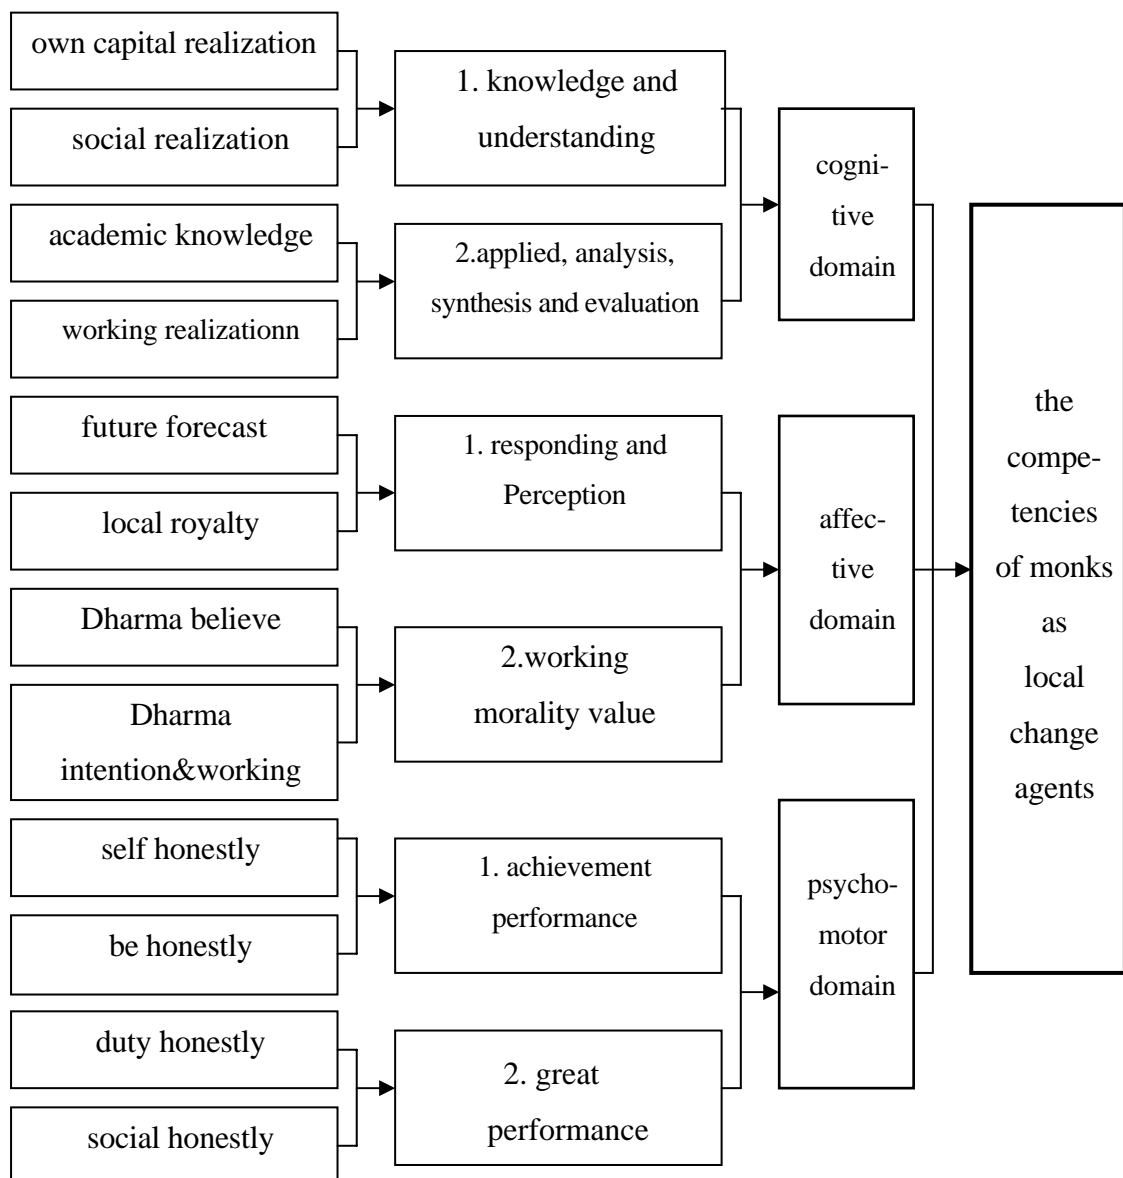 own capital realization
social realization
academic knowledge
working realizationn
future forecast
local royalty
Dharma believe
Dharma
intention&working
self honestly
be honestly
duty honestly
social honestly
1. knowledge and
understanding
2.applied, analysis,
synthesis and evaluation
1. responding and
Perception
2.working
morality value
1. achievement
performance
2. great
performance
cogni-
tive
domain
affec-
tive
domain
psycho-
motor
domain
the
compe-
tencies
of monks
as
local
change
agents